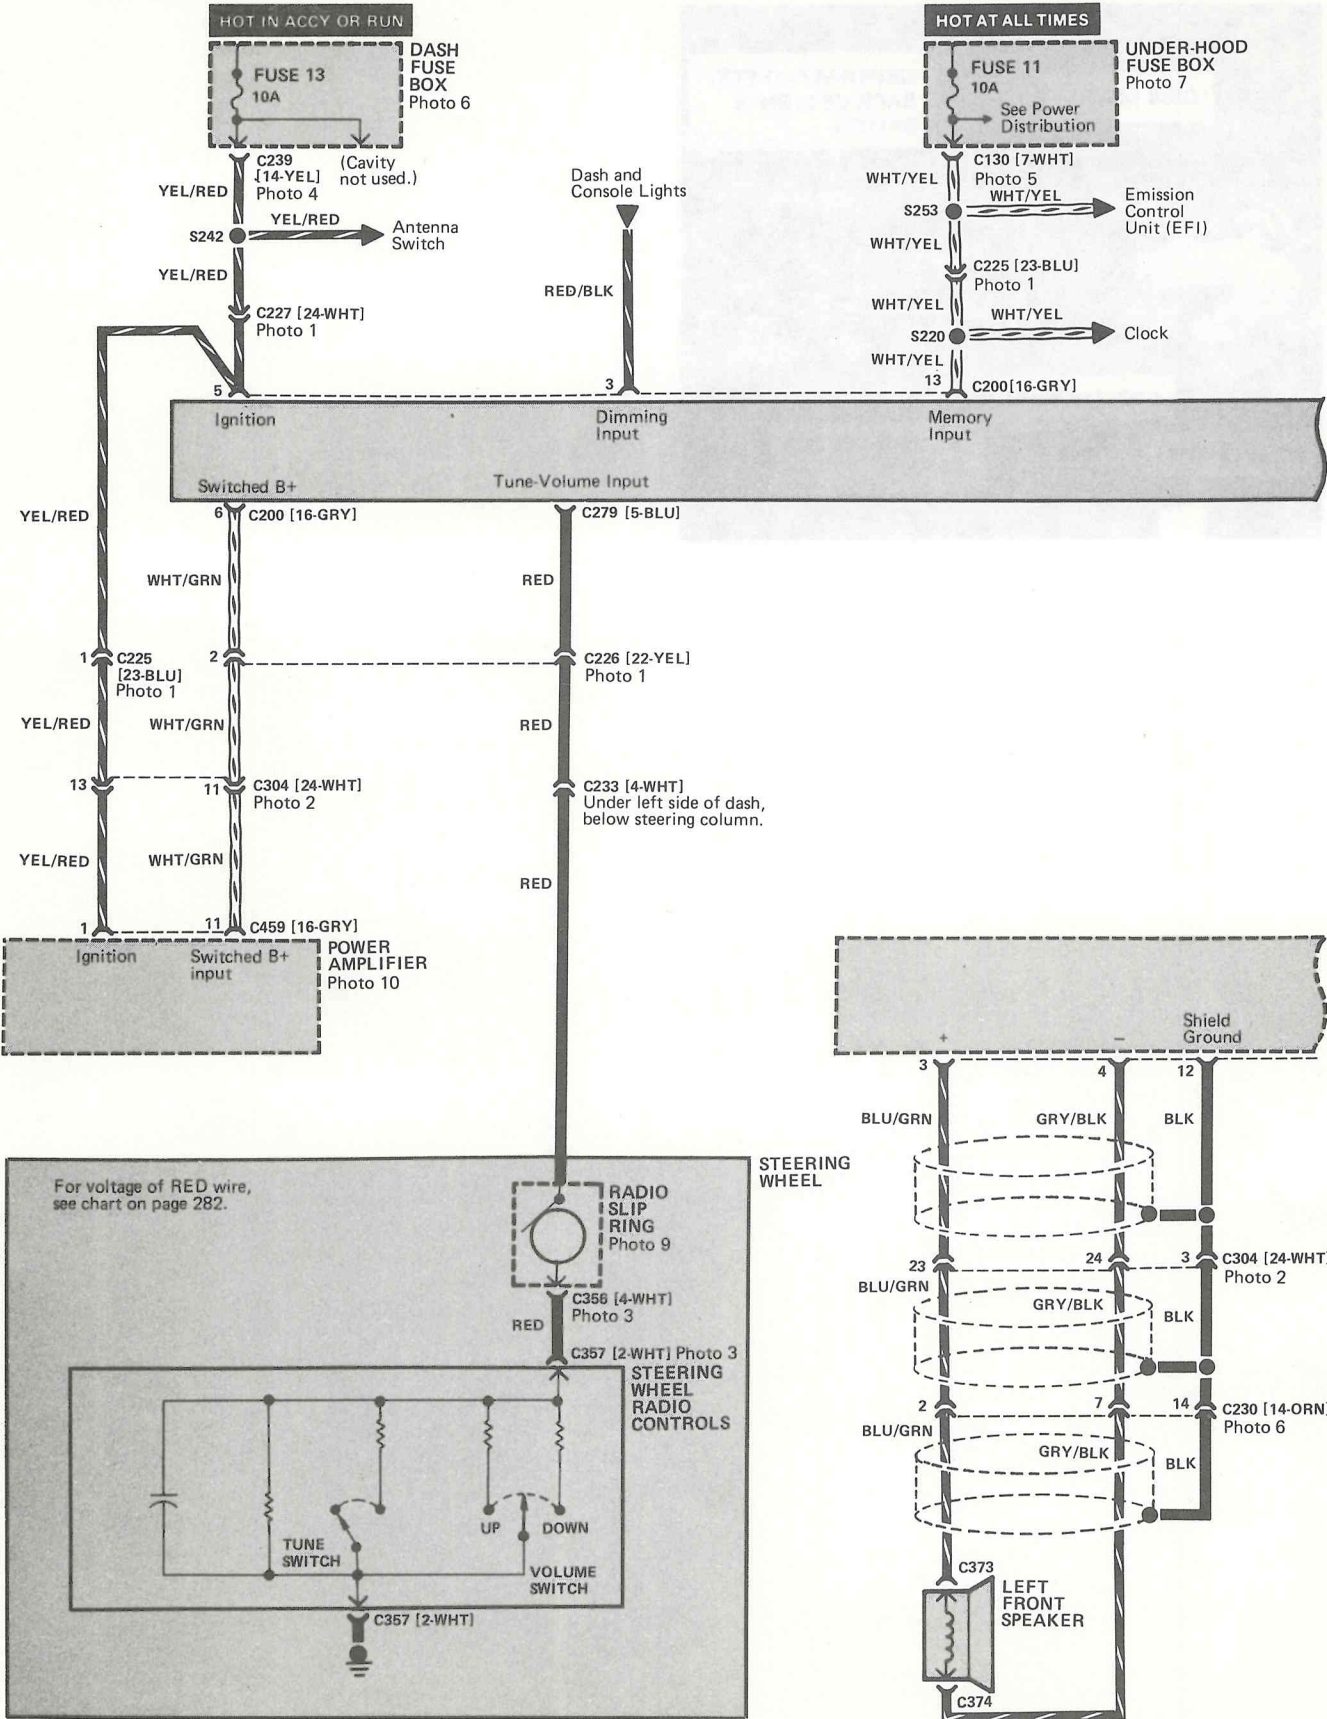 HOT IN ACCY OR RUN
DASH
FUSE
BOX
Photo 6
FUSE 13
10A
C239
[14-YEL]
Photo 4
(Cavity
not used.)
YEL/RED
YEL/RED
S242
Antenna
Switch
YEL/RED
C227 [24-WHT]
Photo 1
Dash and
Console Lights
RED/BLK
HOT AT ALL TIMES
UNDER-HOOD
FUSE BOX
Photo 7
FUSE 11
10A
See Power
Distribution
C130 [7-WHT]
Photo 5
WHT/YEL
WHT/YEL
S253
Emission
Control
Unit (EFI)
WHT/YEL
C225 [23-BLU]
Photo 1
WHT/YEL
WHT/YEL
S220
Clock
WHT/YEL
5
3
13
C200 [16-GRY]
Ignition
Dimming
Input
Memory
Input
Switched B+
Tune-Volume Input
YEL/RED
6
C200 [16-GRY]
C279 [5-BLU]
WHT/GRN
RED
1
C225
[23-BLU]
Photo 1
2
C226 [22-YEL]
Photo 1
YEL/RED
WHT/GRN
RED
13
11
C304 [24-WHT]
Photo 2
C233 [4-WHT]
Under left side of dash,
below steering column.
YEL/RED
WHT/GRN
RED
1
11
C459 [16-GRY]
Ignition
Switched B+
input
POWER
AMPLIFIER
Photo 10
+
–
Shield
Ground
3
4
12
BLU/GRN
GRY/BLK
BLK
23
24
3
C304 [24-WHT
Photo 2
BLU/GRN
GRY/BLK
BLK
2
7
14
C230 [14-ORN]
Photo 6
BLU/GRN
GRY/BLK
BLK
C373
LEFT
FRONT
SPEAKER
C374
STEERING
WHEEL
For voltage of RED wire,
see chart on page 282.
RADIO
SLIP
RING
Photo 9
C356 [4-WHT]
Photo 3
RED
C357 [2-WHT] Photo 3
STEERING
WHEEL
RADIO
CONTROLS
TUNE
SWITCH
UP
DOWN
VOLUME
SWITCH
C357 [2-WHT]